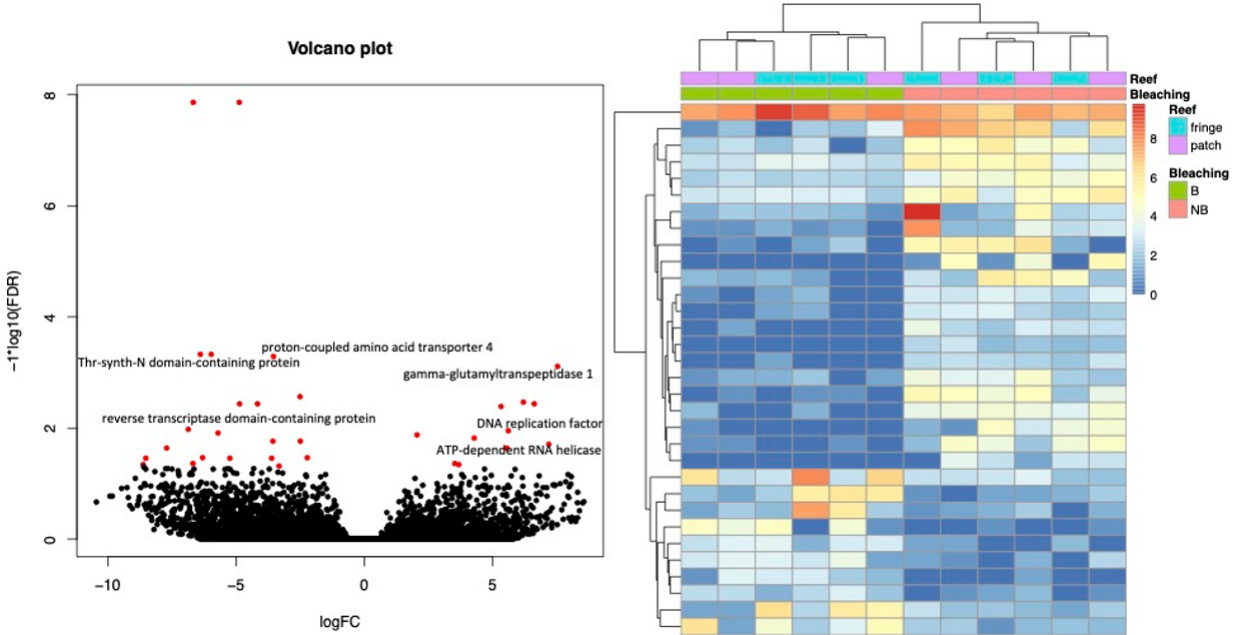 Volcano plot
8
6
4
2
0
-1*log10(FDR)
proton-coupled amino acid transporter 4
Thr-synth-N domain-containing protein
gamma-glutamyltranspeptidase 1
reverse transcriptase domain-containing protein
DNA replication factor
ATP-dependent RNA helicase
−10
−5
0
5
logFC
Reef
Bleaching
8
6
4
2
0
Reef
fringe
patch
Bleaching
B
NB